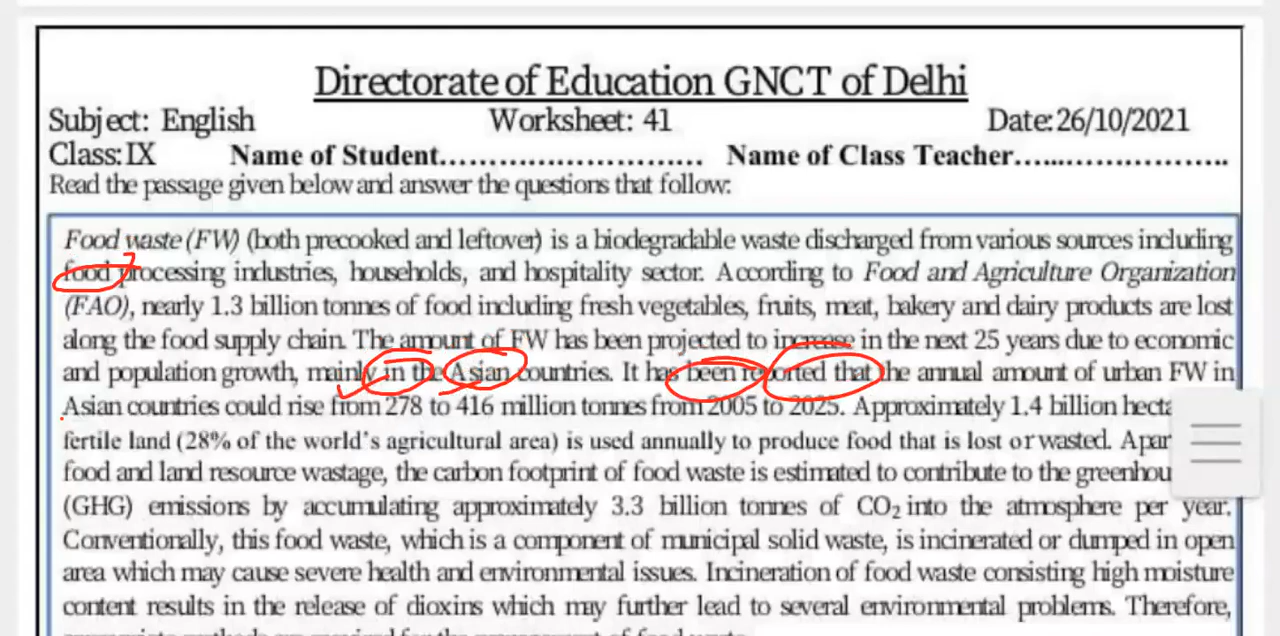 Directorate of Education GNCT of Delhi
Subject: English Worksheet: 41 Date:26/10/2021
Class:IX Name of Student……………………… Name of Class Teacher…...……………..
Read the passage given below and answer the questions that follow:
Food waste (FW) (both precooked and leftover) is a biodegradable waste discharged from various sources including
food processing industries, households, and hospitality sector. According to Food and Agriculture Organization
(FAO), nearly 1.3 billion tonnes of food including fresh vegetables, fruits, meat, bakery and dairy products are lost
along the food supply chain. The amount of FW has been projected to increase in the next 25 years due to economic
and population growth, mainly in the Asian countries. It has been reported that the annual amount of urban FW in
Asian countries could rise from 278 to 416 million tonnes from 2005 to 2025. Approximately 1.4 billion
fertile land (28% of the world's agricultural area) is used annually to produce food that is lost or wasted.
food and land resource wastage, the carbon footprint of food waste is estimated to contribute to the
(GHG) emissions by accumulating approximately 3.3 billion tonnes of CO₂ into the atmosphere per year.
Conventionally, this food waste, which is a component of municipal solid waste, is incinerated or dumped in open
area which may cause severe health and environmental issues. Incineration of food waste consisting high moisture
content results in the release of dioxins which may further lead to several environmental problems. Therefore,